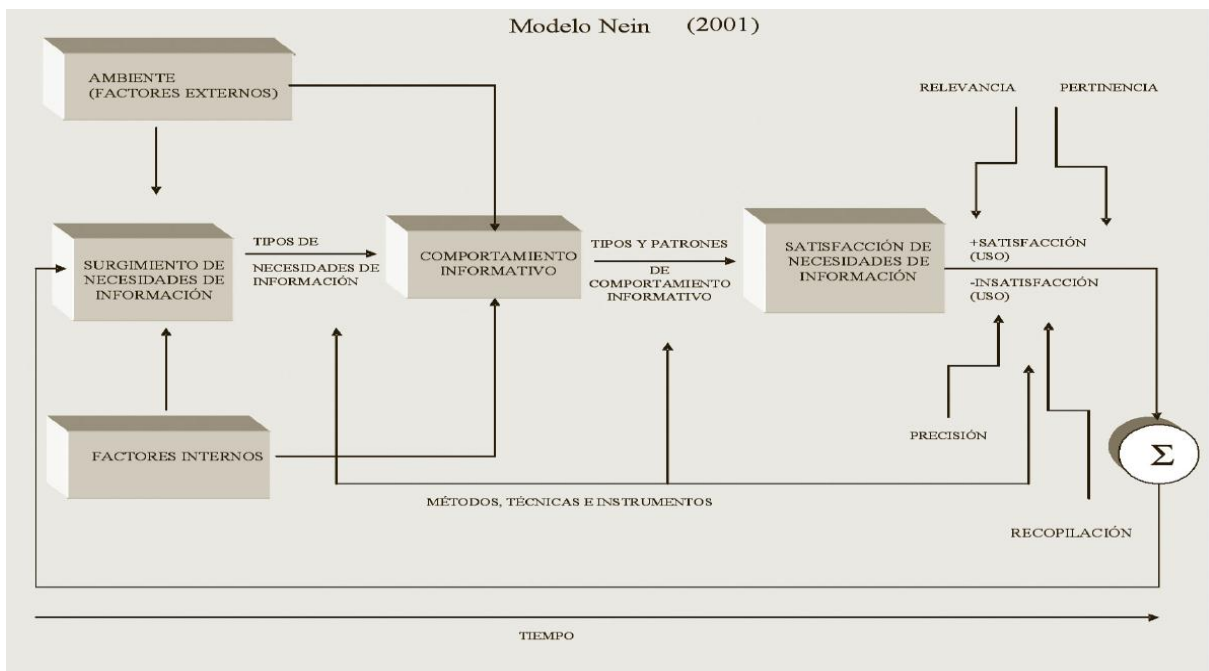 Modelo Nein (2001)
AMBIENTE
(FACTORES EXTERNOS)
RELEVANCIA
PERTINENCIA
SURGIMIENTO DE
NECESIDADES DE
INFORMACIÓN
TIPOS DE
NECESIDADES DE
INFORMACIÓN
COMPORTAMIENTO
INFORMATIVO
TIPOS Y PATRONES
DE
COMPORTAMIENTO
INFORMATIVO
SATISFACCIÓN DE
NECESIDADES DE
INFORMACIÓN
+SATISFACCIÓN
(USO)
-INSATISFACCIÓN
(USO)
FACTORES INTERNOS
PRECISIÓN
Σ
MÉTODOS, TÉCNICAS E INSTRUMENTOS
RECOPILACIÓN
TIEMPO